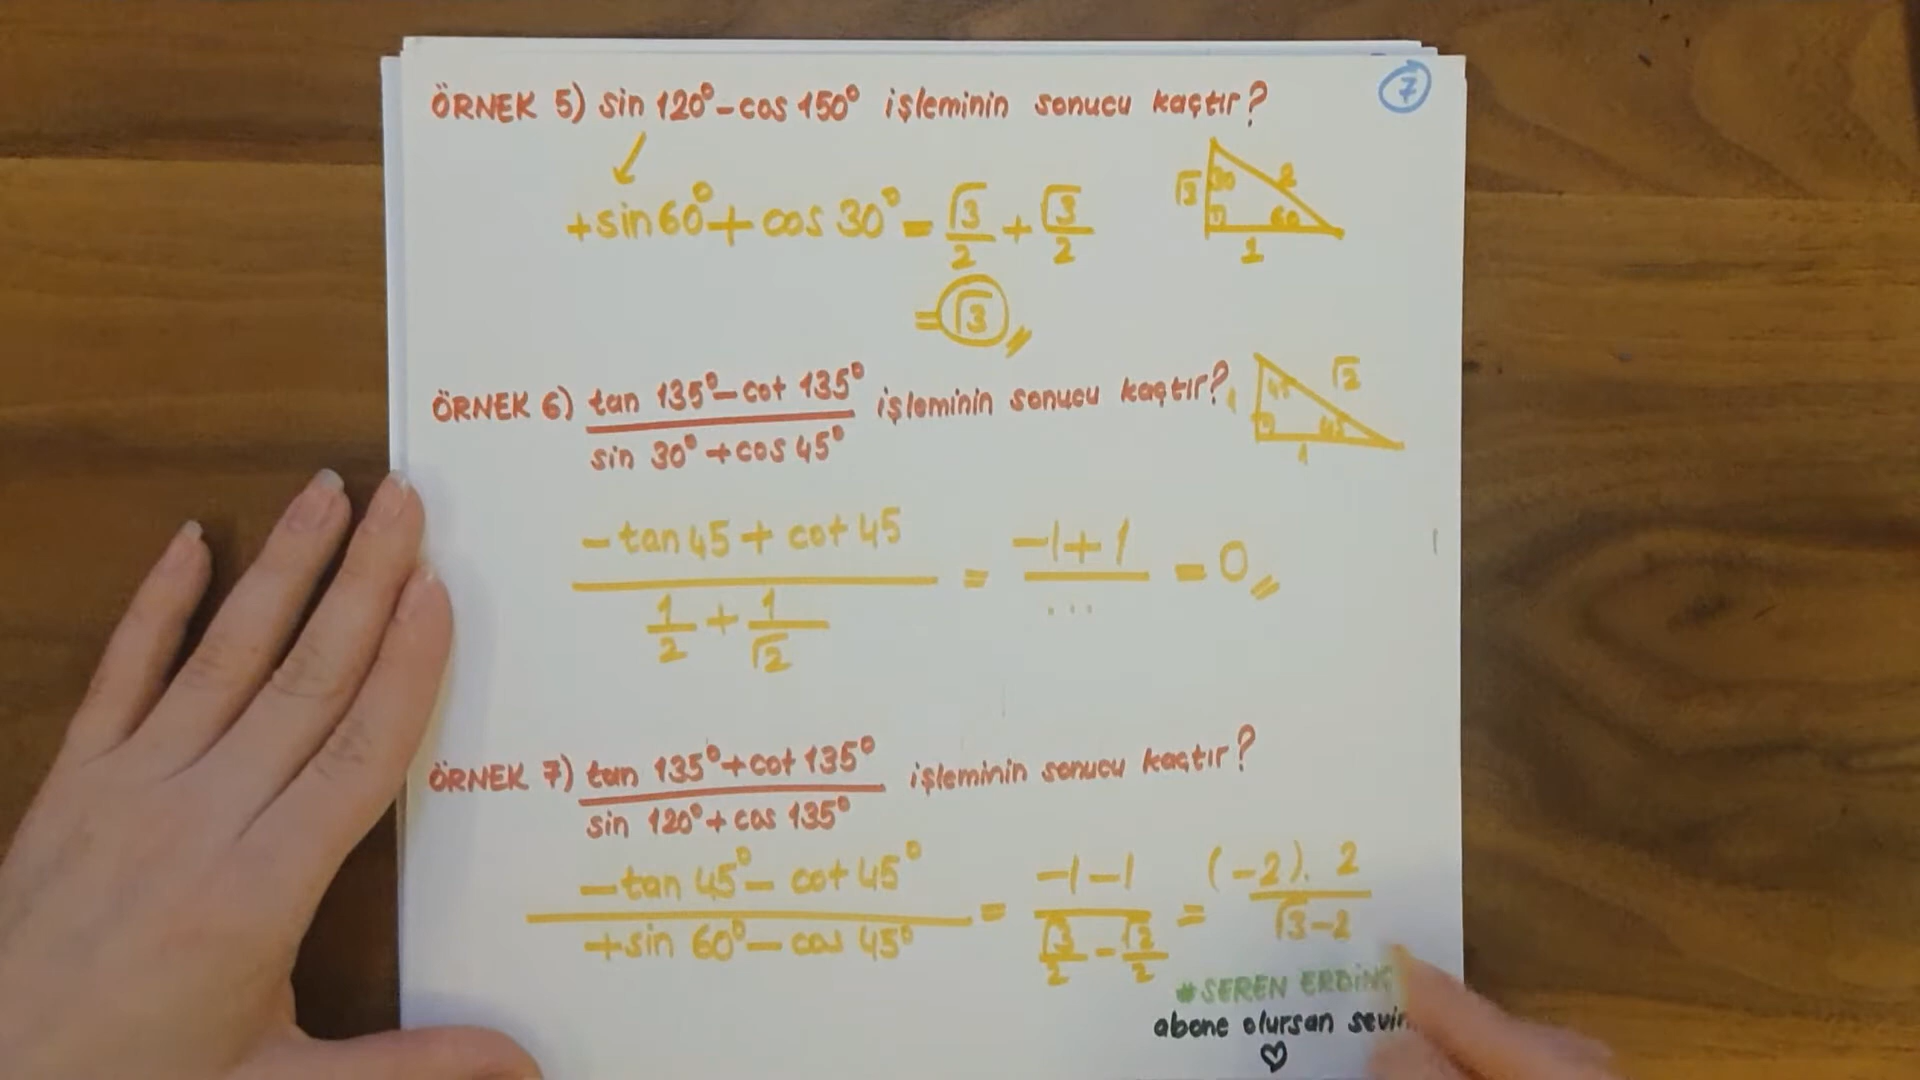 7
ÖRNEK 5) sin 120° - cos 150° işleminin sonucu kaçtır?
+sin 60° + cos 30° = √3/2 + √3/2
= √3
√3 30 2 60 1
ÖRNEK 6) tan 135° - cot 135° / sin 30° + cos 45° işleminin sonucu kaçtır?
1 45 √2 45 1
-tan 45 + cot 45 / 1/2 + 1/√2 = -1+1 / ... = 0
ÖRNEK 7) tan 135° + cot 135° / sin 120° + cos 135° işleminin sonucu kaçtır?
-tan 45° - cot 45° / +sin 60° - cos 45° = -1-1 / √3/2 - √2/2 = (-2). 2 / √3-2
#SEREN ERDİNÇ
abone olursan